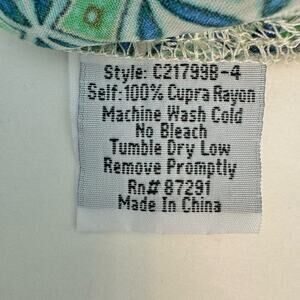 Style: C21799B-4
Self:100% Cupra Rayon
Machine Wash Cold
No Bleach
Tumble Dry Low
Remove Promptly
Rn# 87291
Made In China